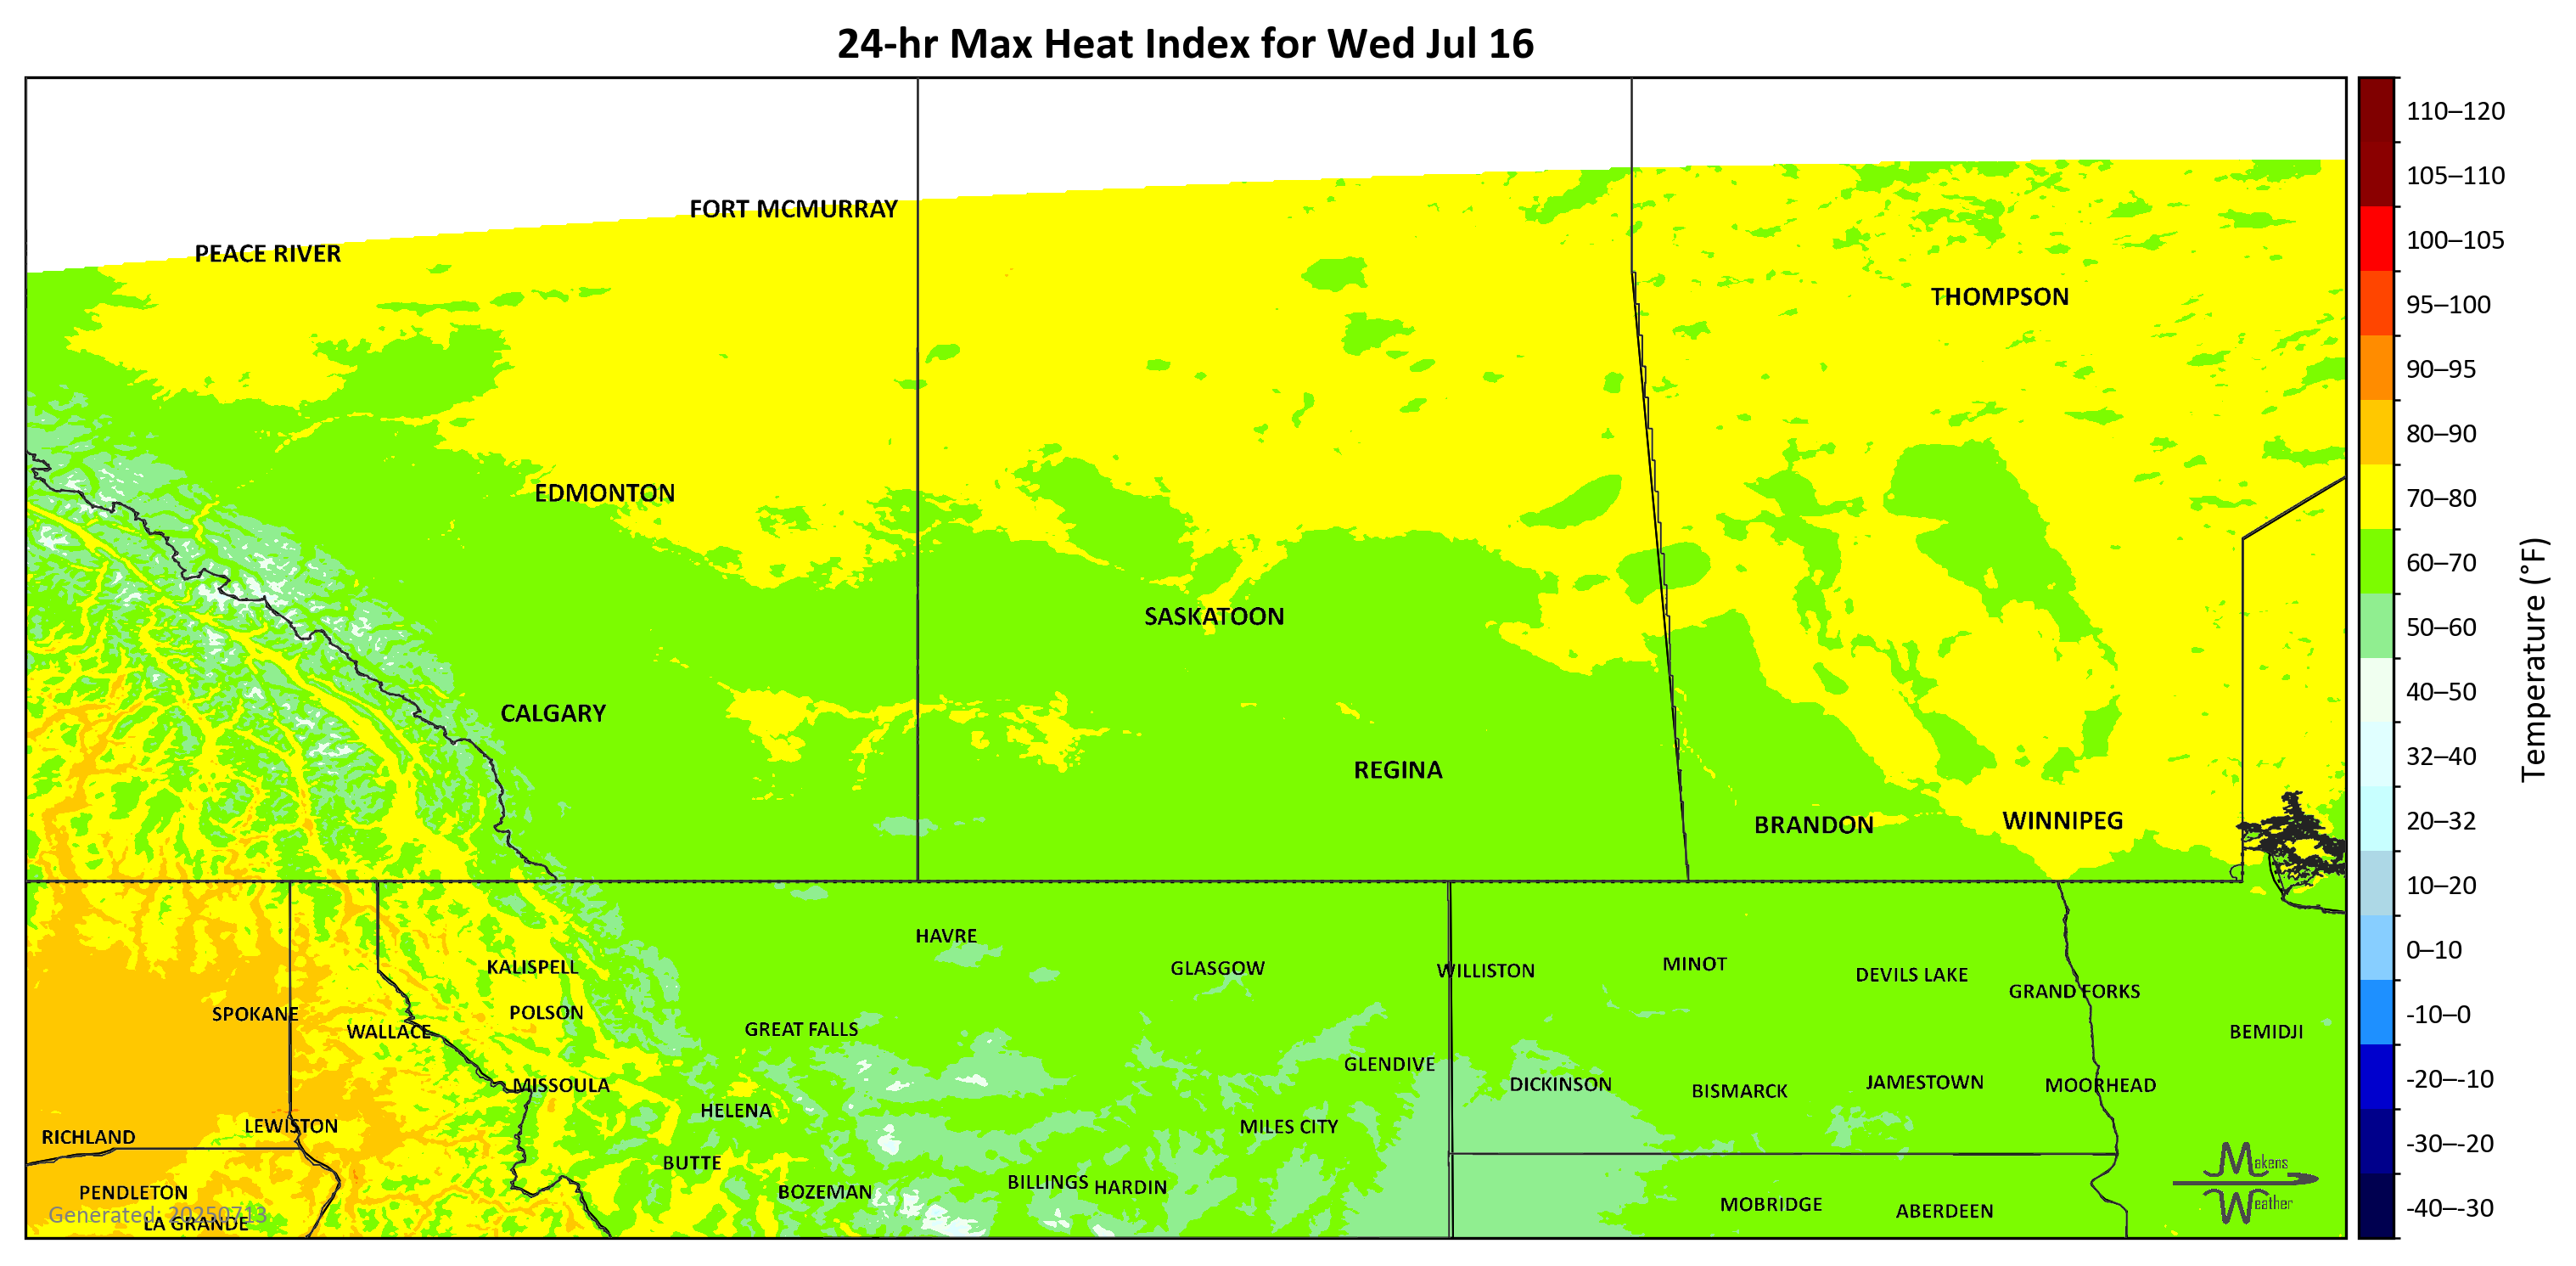 24-hr Max Heat Index for Wed Jul 16
FORT MCMURRAY
PEACE RIVER
THOMPSON
EDMONTON
SASKATOON
CALGARY
REGINA
BRANDON
WINNIPEG
HAVRE
KALISPELL
GLASGOW
WILLISTON
MINOT
DEVILS LAKE
GRAND FORKS
SPOKANE
POLSON
WALLACE
GREAT FALLS
BEMIDJI
GLENDIVE
MISSOULA
DICKINSON
BISMARCK
JAMESTOWN
MOORHEAD
HELENA
LEWISTON
MILES CITY
RICHLAND
BUTTE
BILLINGS
HARDIN
PENDLETON
BOZEMAN
MOBRIDGE
ABERDEEN
LA GRANDE
Generated: 20250713
Makens
Weather
110–120
105–110
100–105
95–100
90–95
80–90
70–80
60–70
50–60
40–50
32–40
20–32
10–20
0–10
-10–0
-20–-10
-30–-20
-40–-30
Temperature (°F)